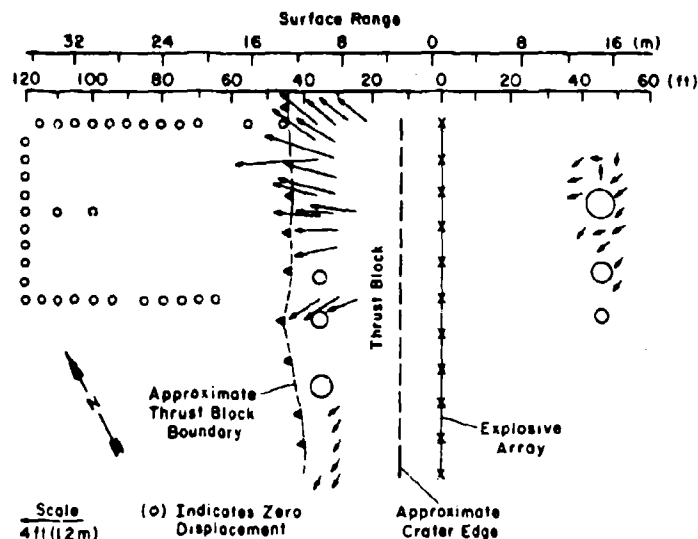 Surface Range
32 24 16 8 0 8 16 (m)
120 100 80 60 40 20 0 20 40 60 (ft)
Thrust Block
N
Approximate
Thrust Block
Boundary
Explosive
Array
Scale
4ft (1.2m)
(o) Indicates Zero
Displacement
Approximate
Crater Edge